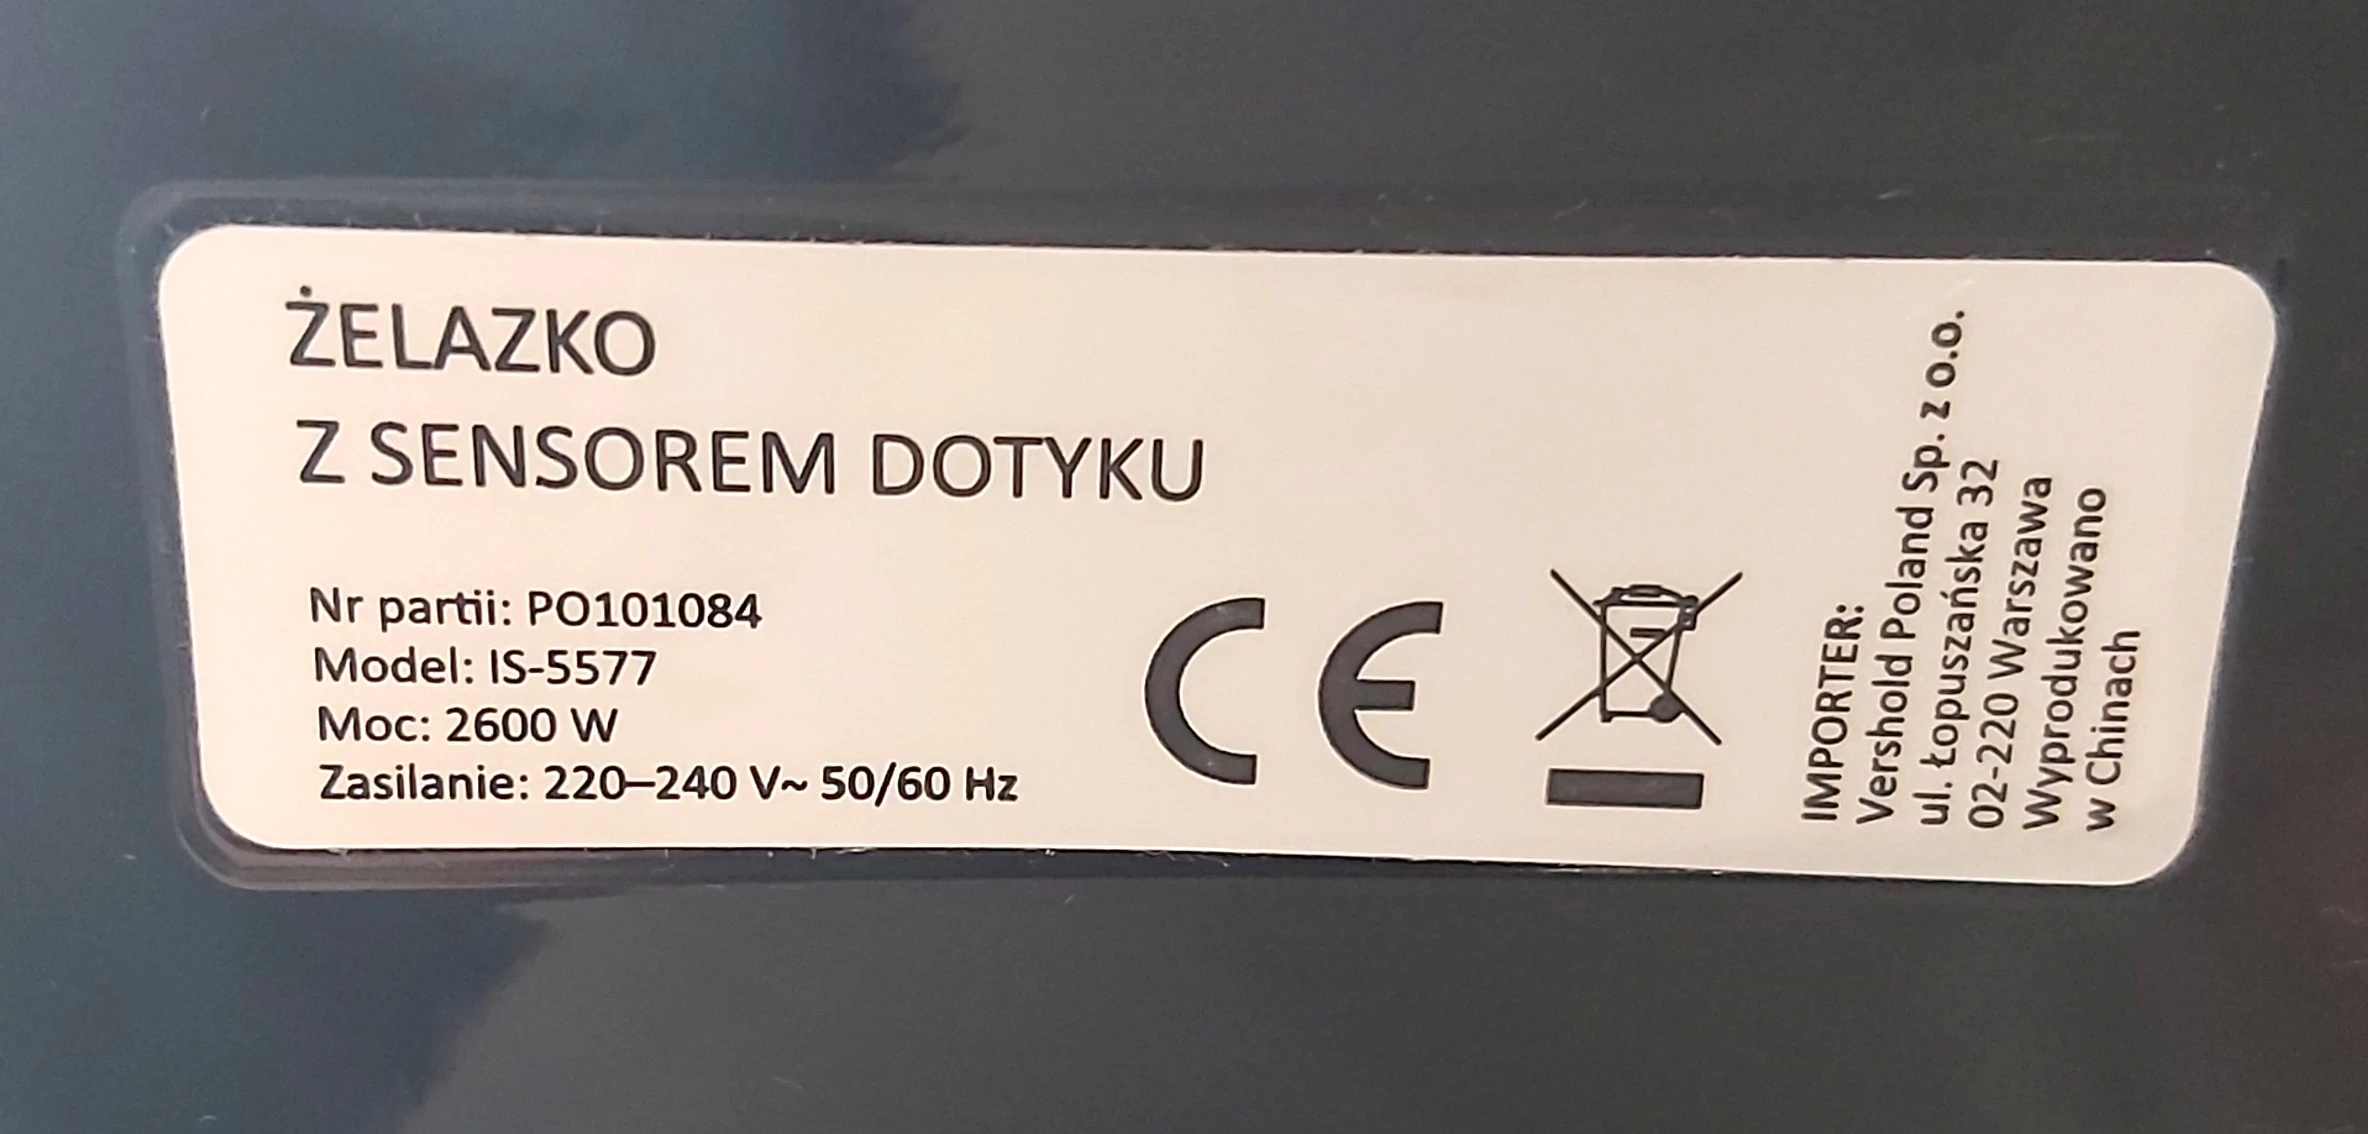 ŻELAZKO
Z SENSOREM DOTYKU
Nr partii: PO101084
Model: IS-5577
Moc: 2600 W
Zasilanie: 220–240 V~ 50/60 Hz
CE
IMPORTER:
Vershold Poland Sp. z o.o.
ul. Łopuszańska 32
02-220 Warszawa
Wyprodukowano
w Chinach